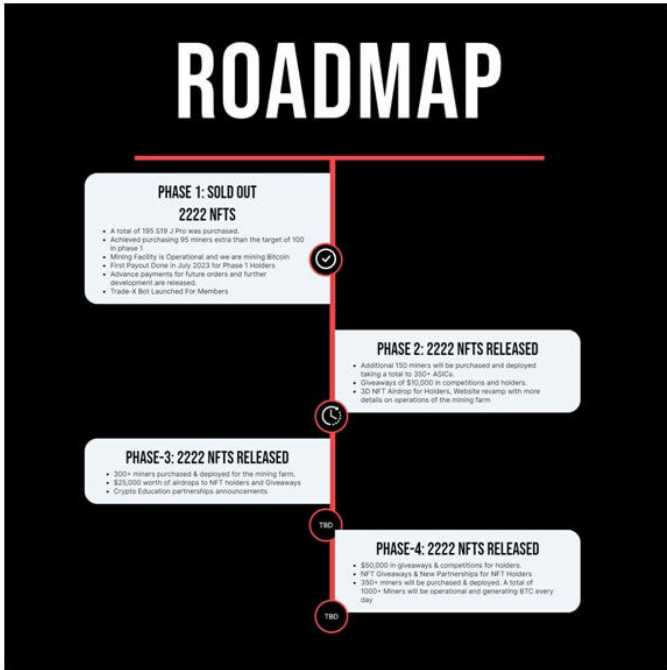 ROADMAP
PHASE 1: SOLD OUT
2222 NFTS
• A total of 195 S19 J Pro was purchased.
• Achieved purchasing 95 miners extra than the target of 100
in phase 1
• Mining Facility is Operational and we are mining Bitcoin
• First Payout Done in July 2023 for Phase 1 Holders
• Advance payments for future orders and further
development are released.
• Trade-X Bot Launched For Members
PHASE 2: 2222 NFTS RELEASED
• Additional 150 miners will be purchased and deployed
taking a total to 350+ ASICs.
• Giveaways of $10,000 in competitions and holders.
• 3D NFT Airdrop for Holders, Website revamp with more
details on operations of the mining farm
PHASE-3: 2222 NFTS RELEASED
• 300+ miners purchased & deployed for the mining farm.
• $25,000 worth of airdrops to NFT holders and Giveaways
• Crypto Education partnerships announcements
TBD
PHASE-4: 2222 NFTS RELEASED
• $50,000 in giveaways & competitions for holders.
• NFT Giveaways & New Partnerships for NFT Holders
• 350+ miners will be purchased & deployed. A total of
1000+ Miners will be operational and generating BTC every
day
TBD